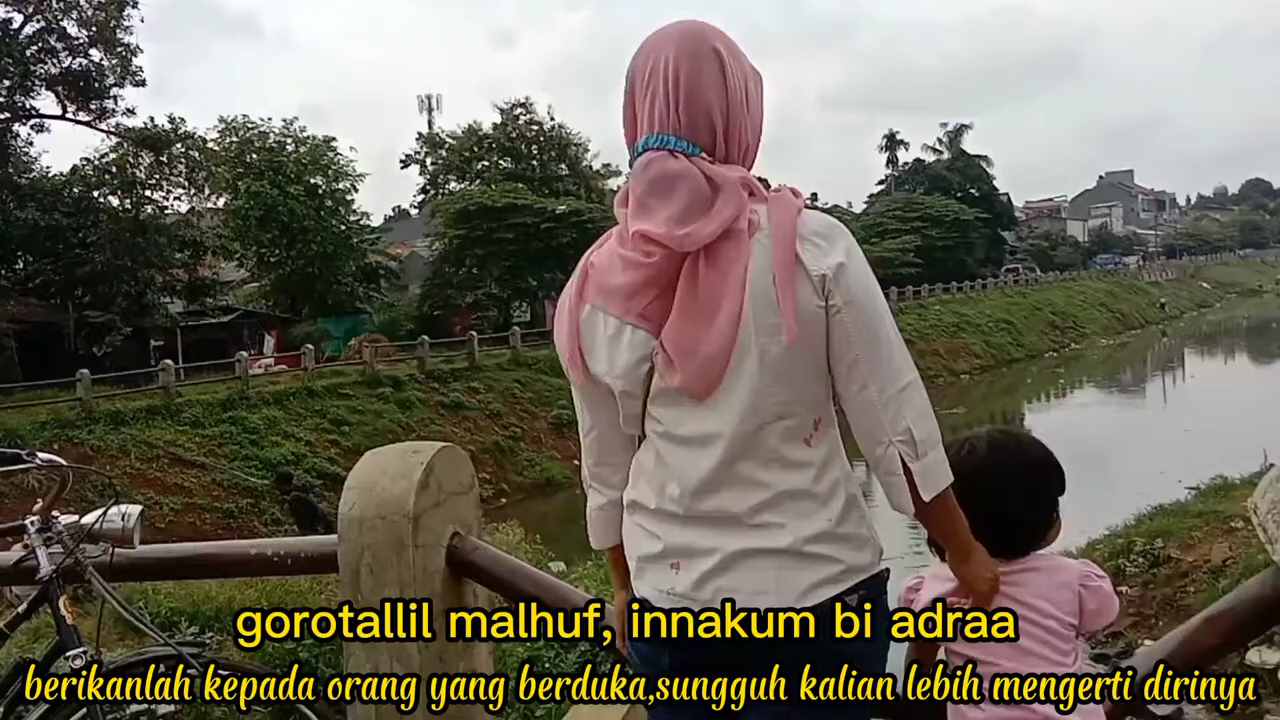 gorotallil malhuf, innakum bi adraa
berikanlah kepada orang yang berduka,sungguh kalian lebih mengerti dirinya